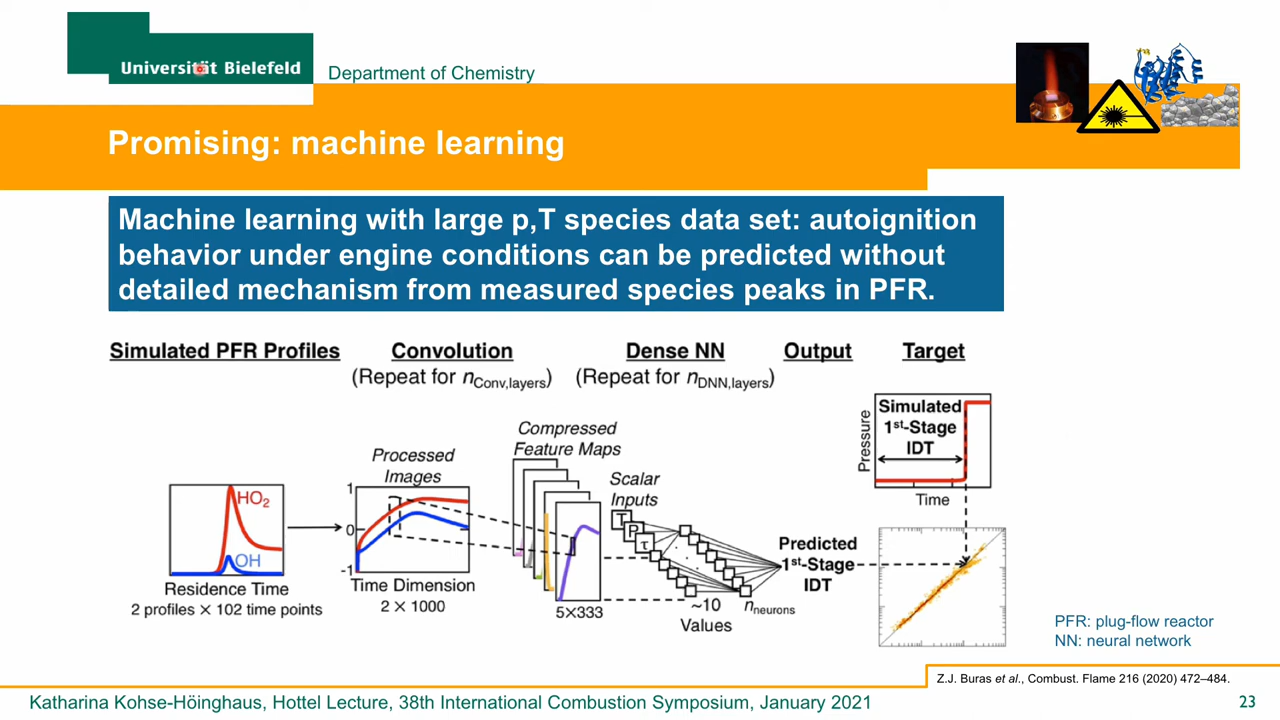 Universität Bielefeld
Department of Chemistry
Promising: machine learning
Machine learning with large p,T species data set: autoignition
behavior under engine conditions can be predicted without
detailed mechanism from measured species peaks in PFR.
Simulated PFR Profiles
Convolution
(Repeat for nConv,layers)
Dense NN
(Repeat for nDNN,layers)
Output
Target
HO2
OH
Residence Time
2 profiles × 102 time points
Processed
Images
1
0
-1
Time Dimension
2 × 1000
Compressed
Feature Maps
5×333
Scalar
Inputs
T
P
τ
~10
Values
nneurons
Predicted
1st-Stage
IDT
Pressure
Simulated
1st-Stage
IDT
Time
PFR: plug-flow reactor
NN: neural network
Z.J. Buras et al., Combust. Flame 216 (2020) 472–484.
Katharina Kohse-Höinghaus, Hottel Lecture, 38th International Combustion Symposium, January 2021
23